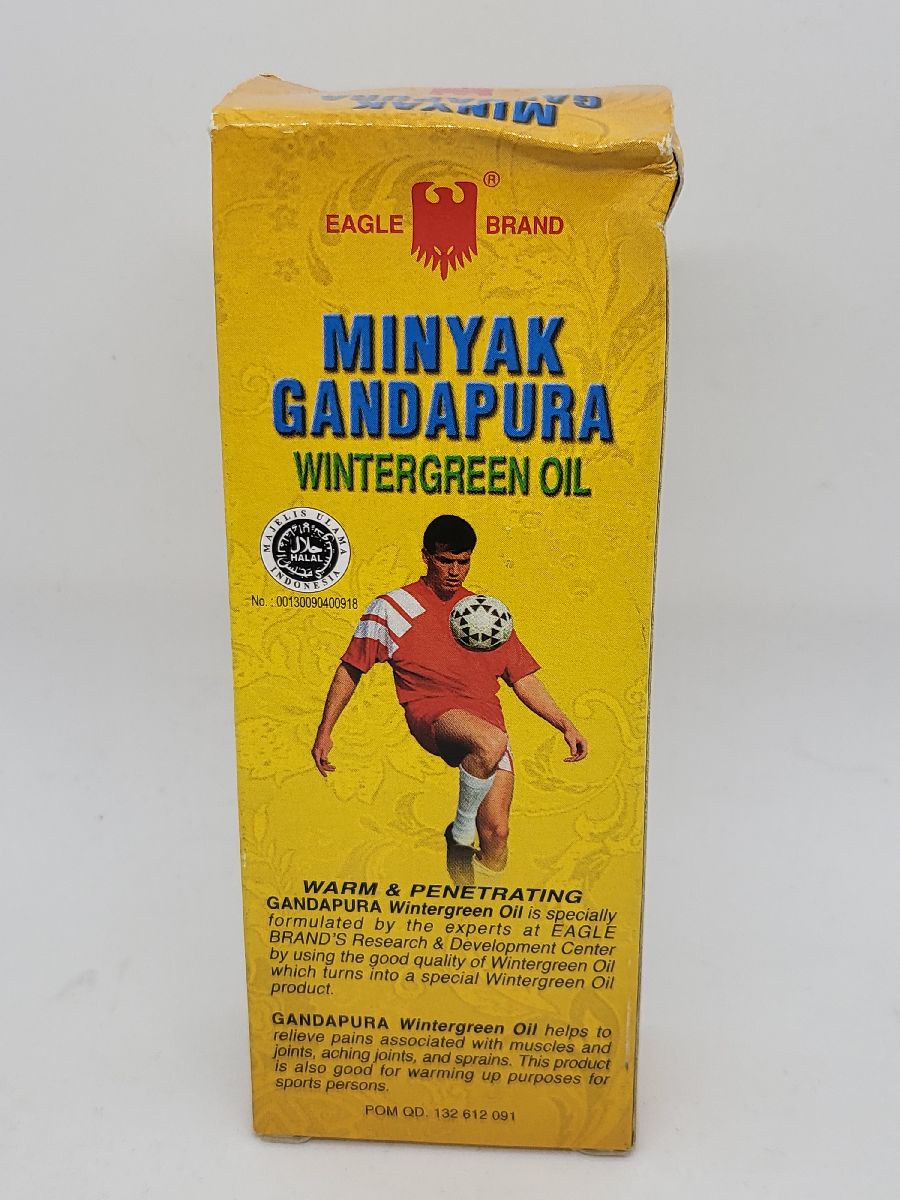 MINYAK
GANDAPURA
EAGLE BRAND ®
MINYAK
GANDAPURA
WINTERGREEN OIL
MAJELIS ULAMA
حلال
HALAL
INDONESIA
No. : 00130090400918
WARM & PENETRATING
GANDAPURA Wintergreen Oil is specially
formulated by the experts at EAGLE
BRAND'S Research & Development Center
by using the good quality of Wintergreen Oil
which turns into a special Wintergreen Oil
product.
GANDAPURA Wintergreen Oil helps to
relieve pains associated with muscles and
joints, aching joints, and sprains. This product
is also good for warming up purposes for
sports persons.
POM QD. 132 612 091